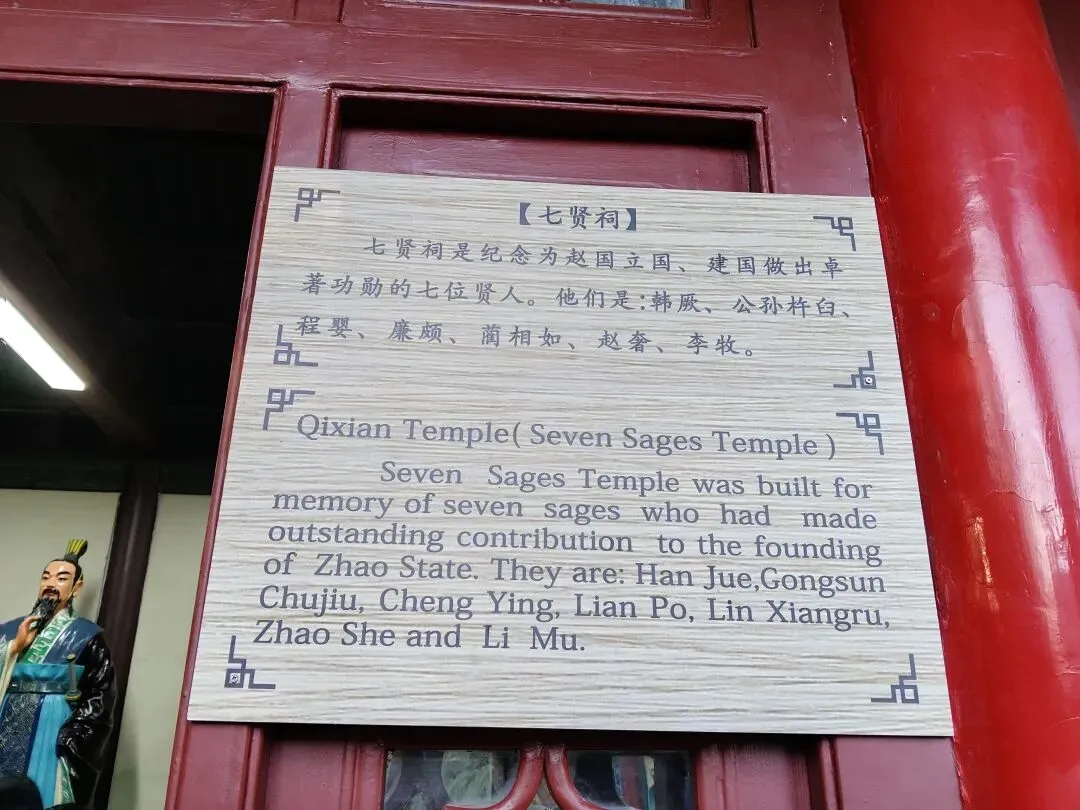 【七贤祠】
七贤祠是纪念为赵国立国、建国做出卓
著功勋的七位贤人。他们是:韩厥、公孙杵臼、
程婴、廉颇、蔺相如、赵奢、李牧。
Qixian Temple( Seven Sages Temple )
Seven Sages Temple was built for
memory of seven sages who had made
outstanding contribution to the founding
of Zhao State. They are: Han Jue,Gongsun
Chujiu, Cheng Ying, Lian Po, Lin Xiangru,
Zhao She and Li Mu.